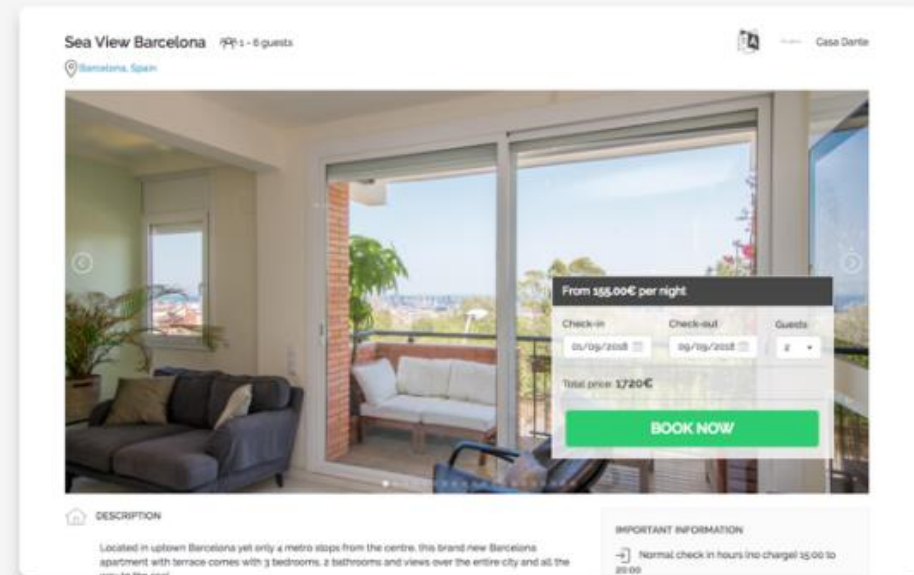 Sea View Barcelona 1 - 6 guests
Casa Dante
Barcelona, Spain
From 155.00€ per night
Check-in Check-out Guests
01/09/2018 09/09/2018 2
Total price: 1720€
BOOK NOW
DESCRIPTION
Located in uptown Barcelona yet only 4 metro stops from the centre, this brand new Barcelona
apartment with terrace comes with 3 bedrooms, 2 bathrooms and views over the entire city and all the
IMPORTANT INFORMATION
Normal check in hours (no charge) 15:00 to
20:00